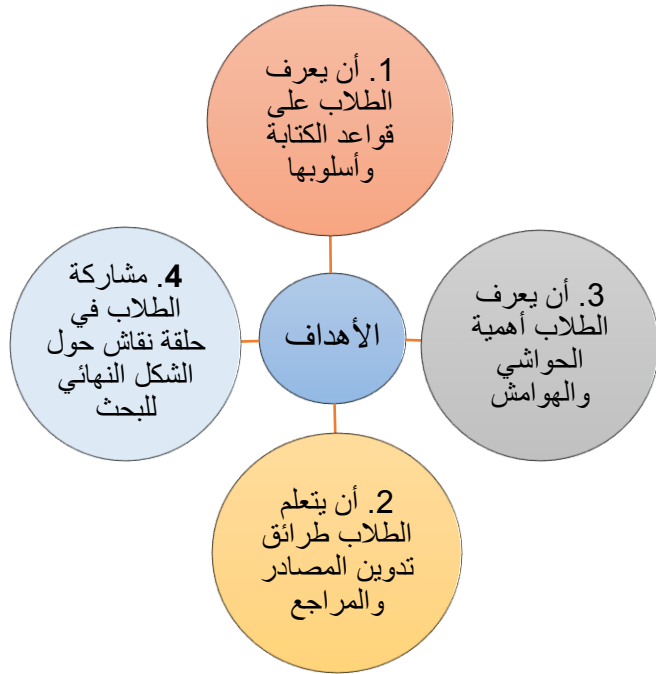 1. أن يعرف
الطلاب على
قواعد الكتابة
وأسلوبها
4. مشاركة
الطلاب في
حلقة نقاش حول
الشكل النهائي
للبحث
الأهداف
3. أن يعرف
الطلاب أهمية
الحواشي
والهوامش
2. أن يتعلم
الطلاب طرائق
تدوين المصادر
والمراجع